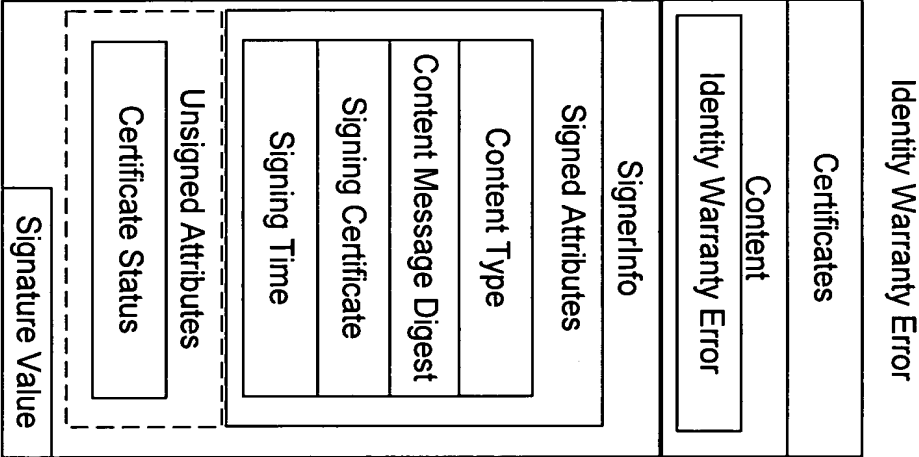 Identity Warranty Error
Certificates
Content
Identity Warranty Error
SignerInfo
Signed Attributes
Content Type
Content Message Digest
Signing Certificate
Signing Time
Unsigned Attributes
Certificate Status
Signature Value